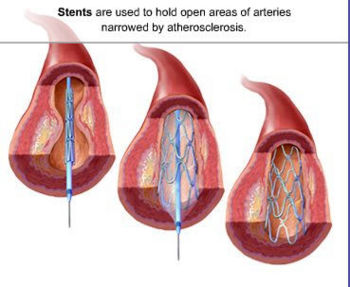 Stents are used to hold open areas of arteries
narrowed by atherosclerosis.